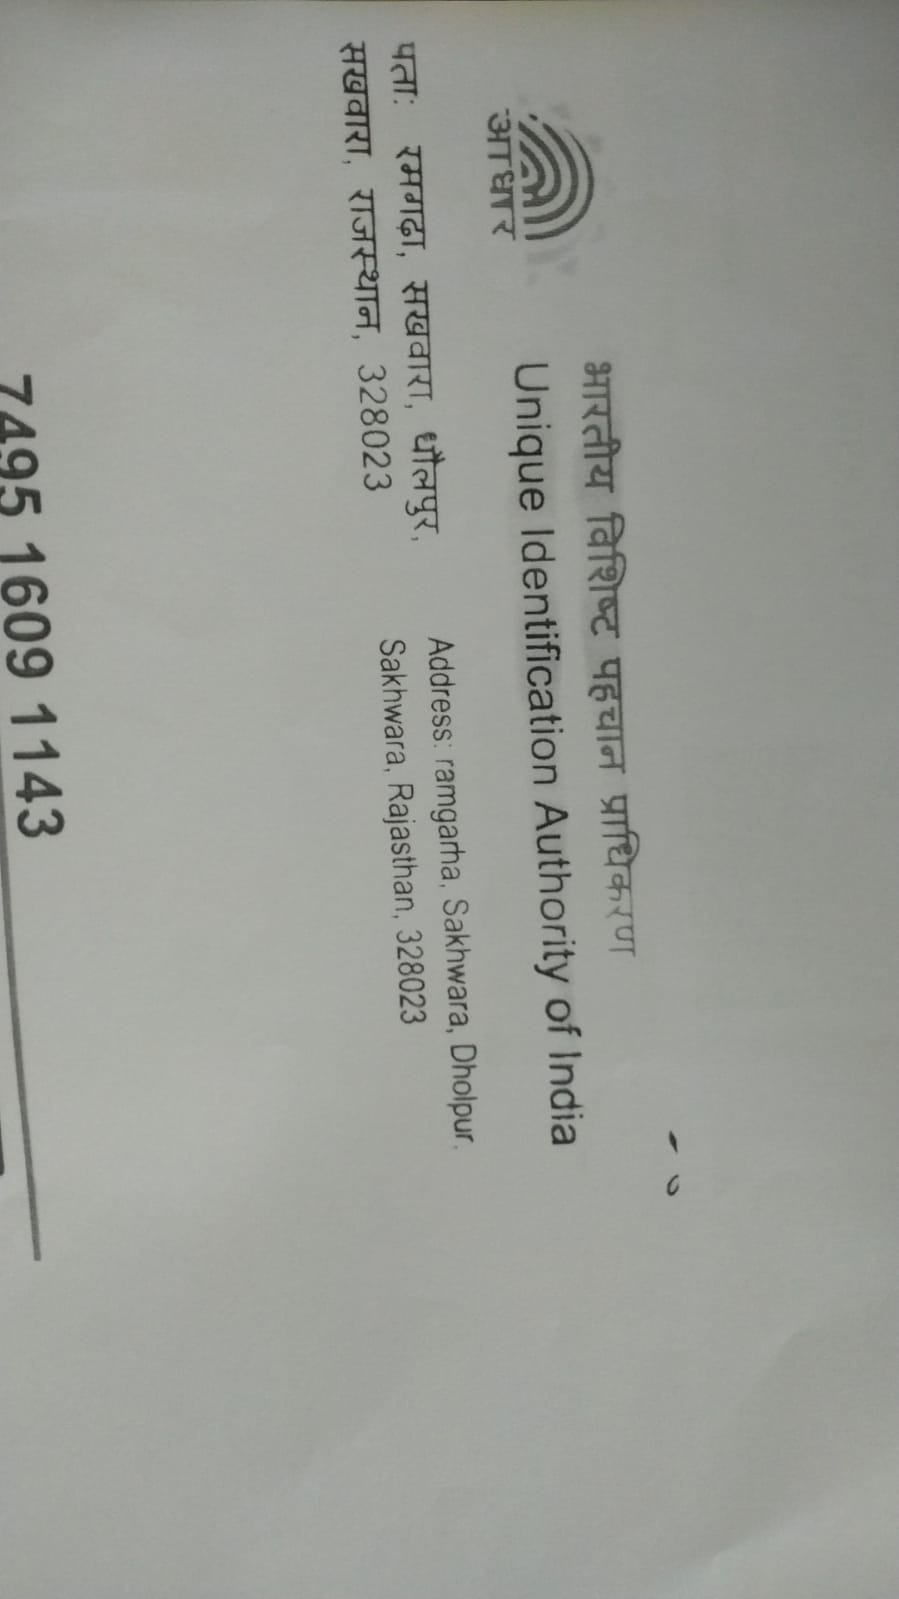 भारतीय विशिष्ट पहचान प्राधिकरण
Unique Identification Authority of India
आधार
पता: रमगढा, सखवारा, धौलपुर,
सखवारा, राजस्थान, 328023
Address: ramgarha, Sakhwara, Dholpur,
Sakhwara, Rajasthan, 328023
7495 1609 1143